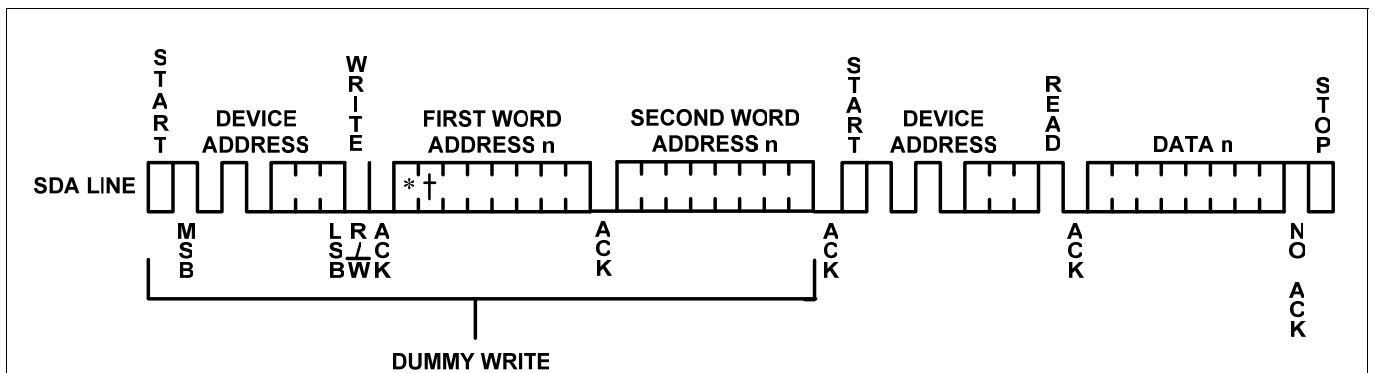 START
WRITE
START
READ
STOP
DEVICE
ADDRESS
FIRST WORD
ADDRESS n
SECOND WORD
ADDRESS n
DEVICE
ADDRESS
DATA n
SDA LINE
* †
MSB
LSB
R/W
ACK
ACK
ACK
ACK
NO ACK
DUMMY WRITE